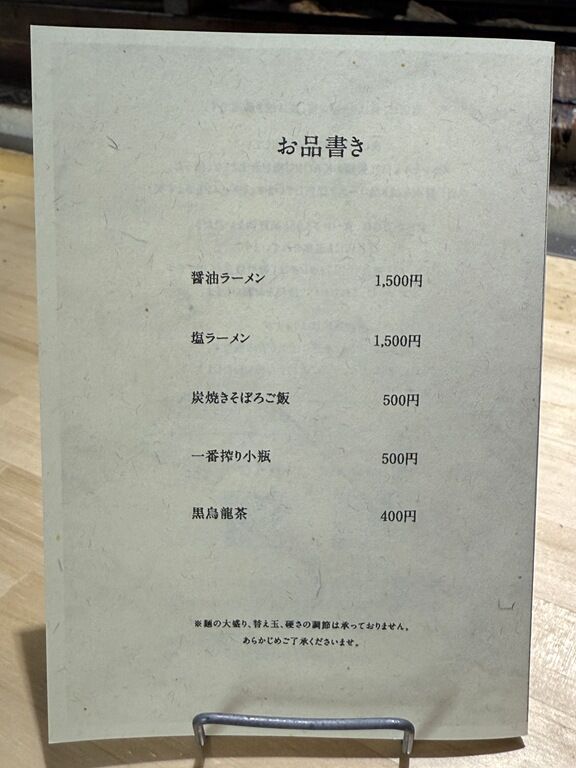 お品書き
醤油ラーメン 1,500円
塩ラーメン 1,500円
炭焼きそぼろご飯 500円
一番搾り小瓶 500円
黒烏龍茶 400円
※麺の大盛り、替え玉、硬さの調節は承っておりません。
あらかじめご了承くださいませ。